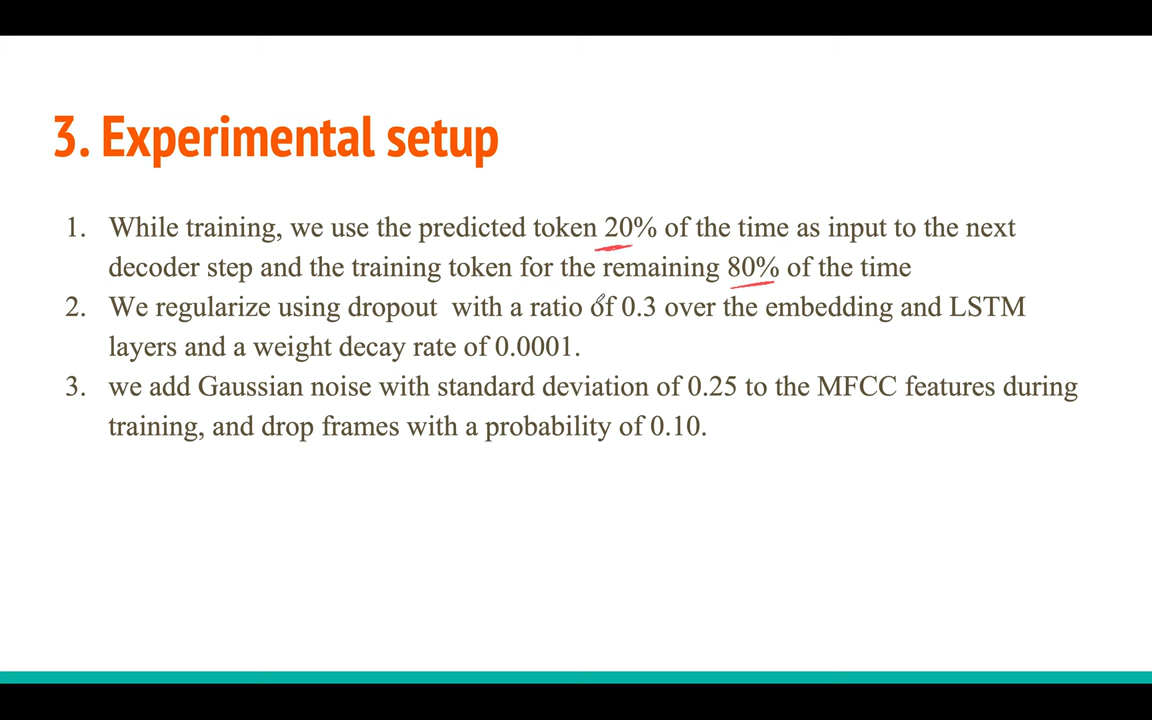 3. Experimental setup
1. While training, we use the predicted token 20% of the time as input to the next
decoder step and the training token for the remaining 80% of the time
2. We regularize using dropout with a ratio of 0.3 over the embedding and LSTM
layers and a weight decay rate of 0.0001.
3. we add Gaussian noise with standard deviation of 0.25 to the MFCC features during
training, and drop frames with a probability of 0.10.